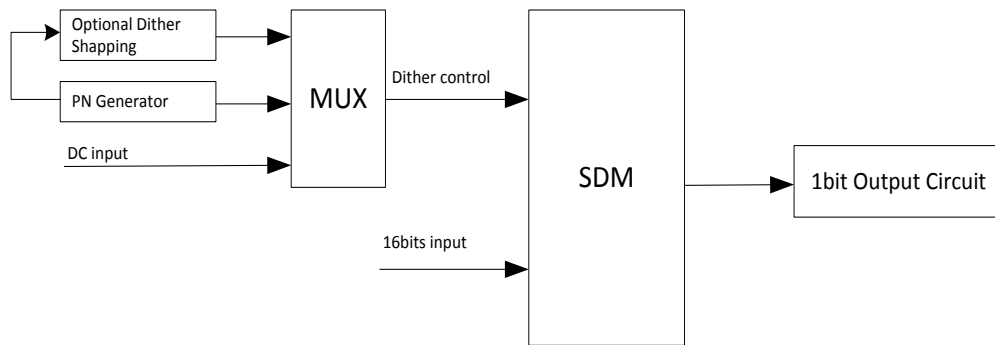 Optional Dither
Shapping
PN Generator
DC input
MUX
Dither control
16bits input
SDM
1bit Output Circuit